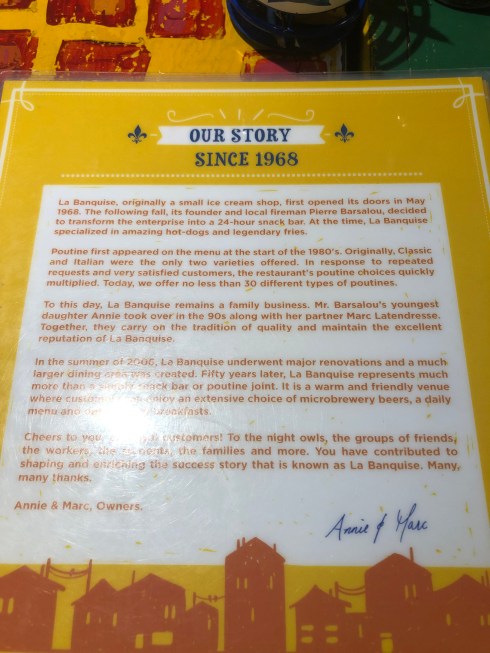 OUR STORY
SINCE 1968
La Banquise, originally a small ice cream shop, first opened its doors in May
1968. The following fall, its founder and local fireman Pierre Barsalou, decided
to transform the enterprise into a 24-hour snack bar. At the time, La Banquise
specialized in amazing hot-dogs and legendary fries.
Poutine first appeared on the menu at the start of the 1980's. Originally, Classic
and Italian were the only two varieties offered. In response to repeated
requests and very satisfied customers, the restaurant's poutine choices quickly
multiplied. Today, we offer no less than 30 different types of poutines.
To this day, La Banquise remains a family business. Mr. Barsalou's youngest
daughter Annie took over in the 90s along with her partner Marc Latendresse.
Together, they carry on the tradition of quality and maintain the excellent
reputation of La Banquise.
In the summer of 2006, La Banquise underwent major renovations and a much
larger dining area was created. Fifty years later, La Banquise represents much
more than a simple snack bar or poutine joint. It is a warm and friendly venue
where customers enjoy an extensive choice of microbrewery beers, a daily
menu and breakfasts.
Cheers to you, customers! To the night owls, the groups of friends,
the workers, the students, the families and more. You have contributed to
shaping and enriching the success story that is known as La Banquise. Many,
many thanks.
Annie & Marc, Owners.
Annie & Marc